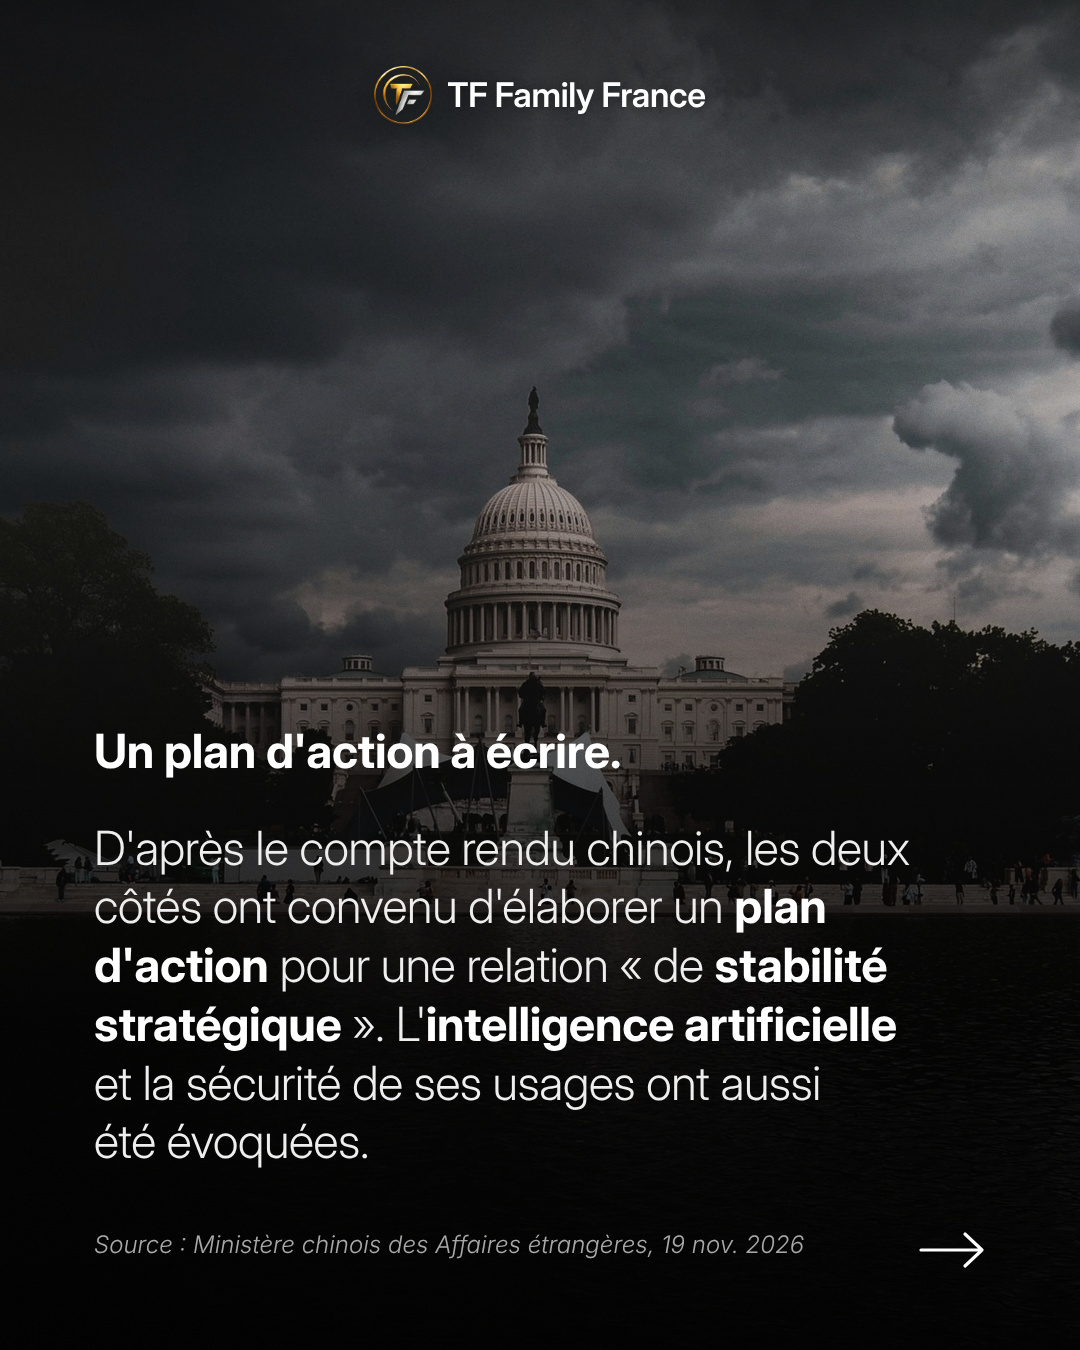 TF TF Family France
Un plan d'action à écrire.
D'après le compte rendu chinois, les deux
côtés ont convenu d'élaborer un plan
d'action pour une relation « de stabilité
stratégique ». L'intelligence artificielle
et la sécurité de ses usages ont aussi
été évoquées.
Source : Ministère chinois des Affaires étrangères, 19 nov. 2026